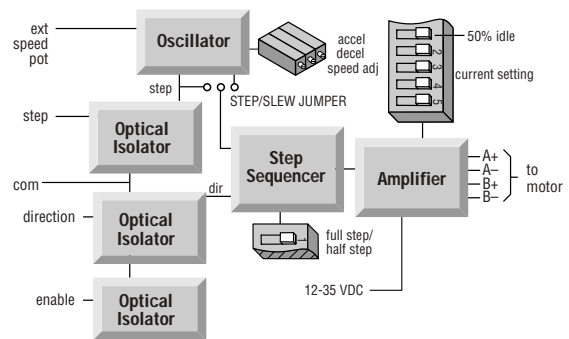 ext
speed
pot
Oscillator
accel
decel
speed adj
50% idle
1
2
3
4
5
current setting
step
STEP/SLEW JUMPER
step
Optical
Isolator
Step
Sequencer
Amplifier
A+
A–
B+
B–
to
motor
com
dir
direction
Optical
Isolator
1
full step/
half step
12-35 VDC
enable
Optical
Isolator